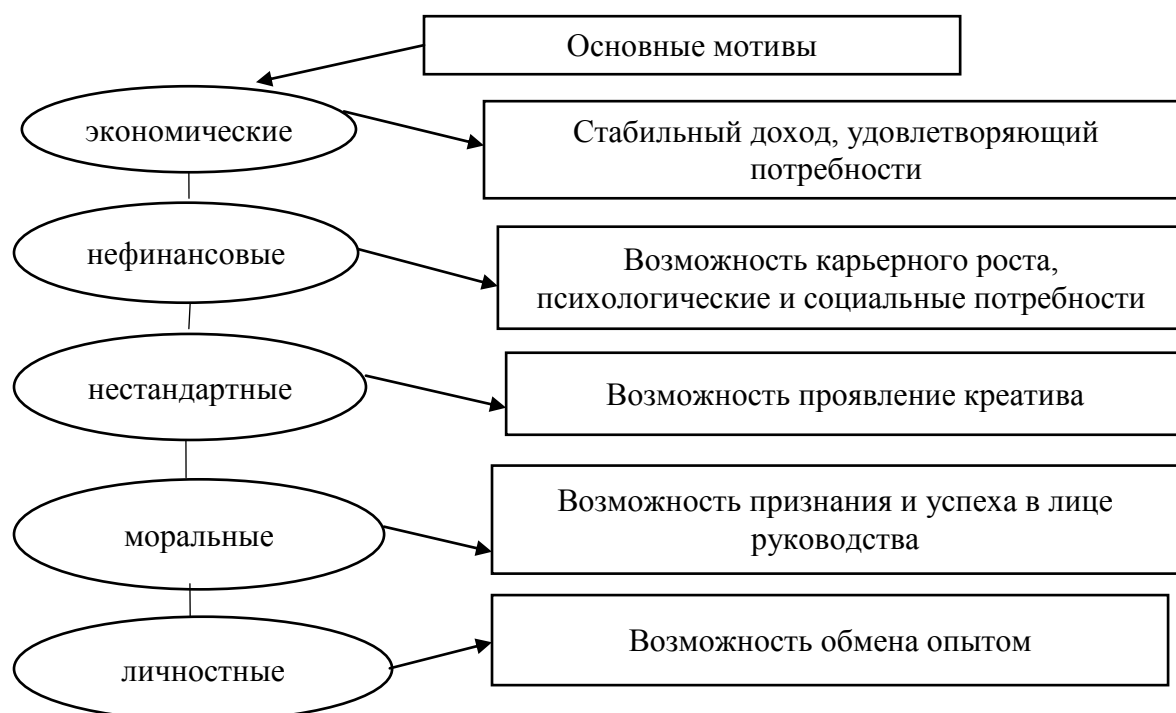 Основные мотивы
экономические
Стабильный доход, удовлетворяющий
потребности
нефинансовые
Возможность карьерного роста,
психологические и социальные потребности
нестандартные
Возможность проявление креатива
моральные
Возможность признания и успеха в лице
руководства
личностные
Возможность обмена опытом